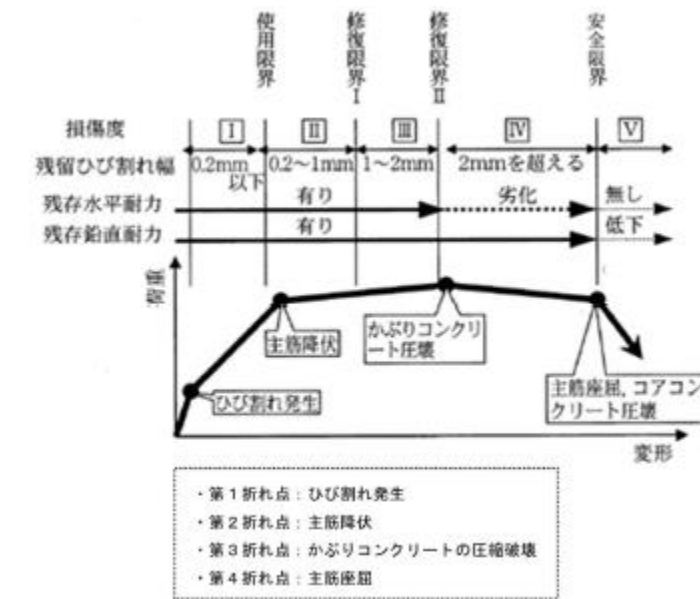 使用限界
修復限界Ⅰ
修復限界Ⅱ
安全限界
損傷度
Ⅰ
Ⅱ
Ⅲ
Ⅳ
Ⅴ
残留ひび割れ幅
0.2mm
以下
0.2～1mm
1～2mm
2mmを超える
残存水平耐力
有り
劣化
無し
残存鉛直耐力
有り
低下
荷重
主筋降伏
かぶりコンクリ
ート圧壊
ひび割れ発生
主筋座屈，コアコン
クリート圧壊
変形
・第１折れ点：ひび割れ発生
・第２折れ点：主筋降伏
・第３折れ点：かぶりコンクリートの圧縮破壊
・第４折れ点：主筋座屈